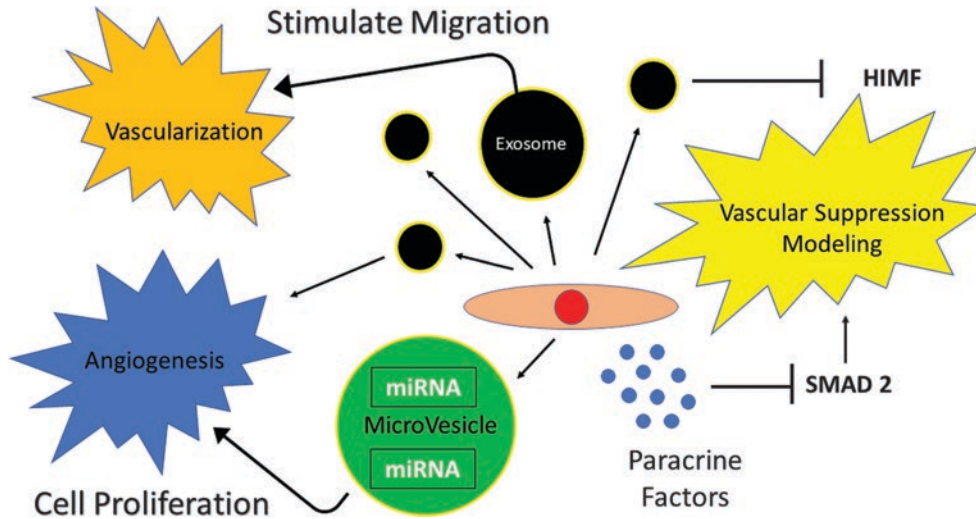 Stimulate Migration
HIMF
Vascularization
Exosome
Vascular Suppression
Modeling
Angiogenesis
miRNA
MicroVesicle
miRNA
SMAD 2
Paracrine
Factors
Cell Proliferation